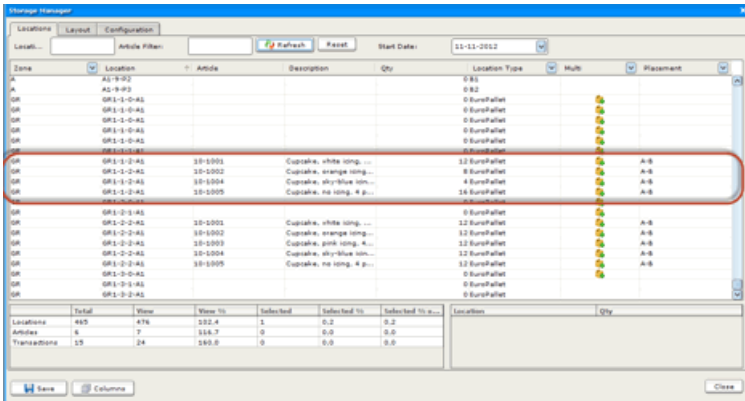 Storage Manager
Locations Layout Configuration
Locati... Article Filter: Refresh Reset Start Date: 11-11-2012
Zone Location Article Description Qty Location Type Multi Placement
A A1-9-P2 0 B1
A A1-9-P3 0 B2
GR GR1-1-0-A1 0 EuroPallet
GR GR1-1-0-A1 0 EuroPallet
GR GR1-1-0-A1 0 EuroPallet
GR GR1-1-0-A1 0 EuroPallet
GR 0 EuroPallet
GR GR1-1-2-A1 10-1001 Cupcake, white icing, ... 12 EuroPallet A-B
GR GR1-1-2-A1 10-1002 Cupcake, orange icing... 8 EuroPallet A-B
GR GR1-1-2-A1 10-1004 Cupcake, sky-blue icin... 4 EuroPallet A-B
GR GR1-1-2-A1 10-1005 Cupcake, no icing, 4 p... 16 EuroPallet A-B
GR GR1-2-1-A1 0 EuroPallet
GR GR1-2-2-A1 10-1001 Cupcake, white icing, ... 12 EuroPallet A-B
GR GR1-2-2-A1 10-1002 Cupcake, orange icing... 12 EuroPallet A-B
GR GR1-2-2-A1 10-1003 Cupcake, pink icing, 4... 12 EuroPallet A-B
GR GR1-2-2-A1 10-1004 Cupcake, sky-blue icin... 12 EuroPallet A-B
GR GR1-2-2-A1 10-1005 Cupcake, no icing, 4 p... 12 EuroPallet A-B
GR GR1-3-0-A1 0 EuroPallet
GR GR1-3-1-A1 0 EuroPallet
GR GR1-3-2-A1 0 EuroPallet
Total View View % Selected Selected % Selected % o... Location Qty
Locations 465 476 102.4 1 0.2 0.2
Articles 6 7 116.7 0 0.0 0.0
Transactions 15 24 160.0 0 0.0 0.0
Save Columns Close